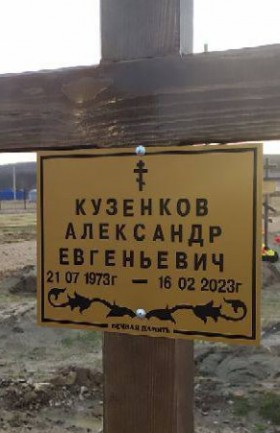 КУЗЕНКОВ
АЛЕКСАНДР
ЕВГЕНЬЕВИЧ
21 07 1973г — 16 02 2023г
ВЕЧНАЯ ПАМЯТЬ